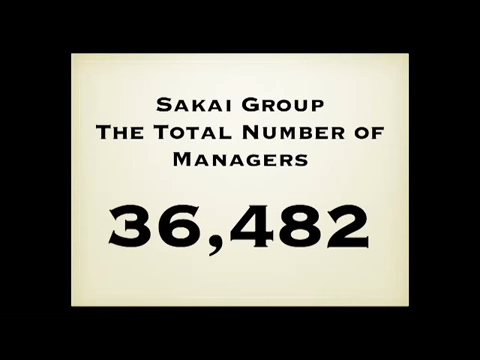 Sakai Group
The Total Number of
Managers
36,482